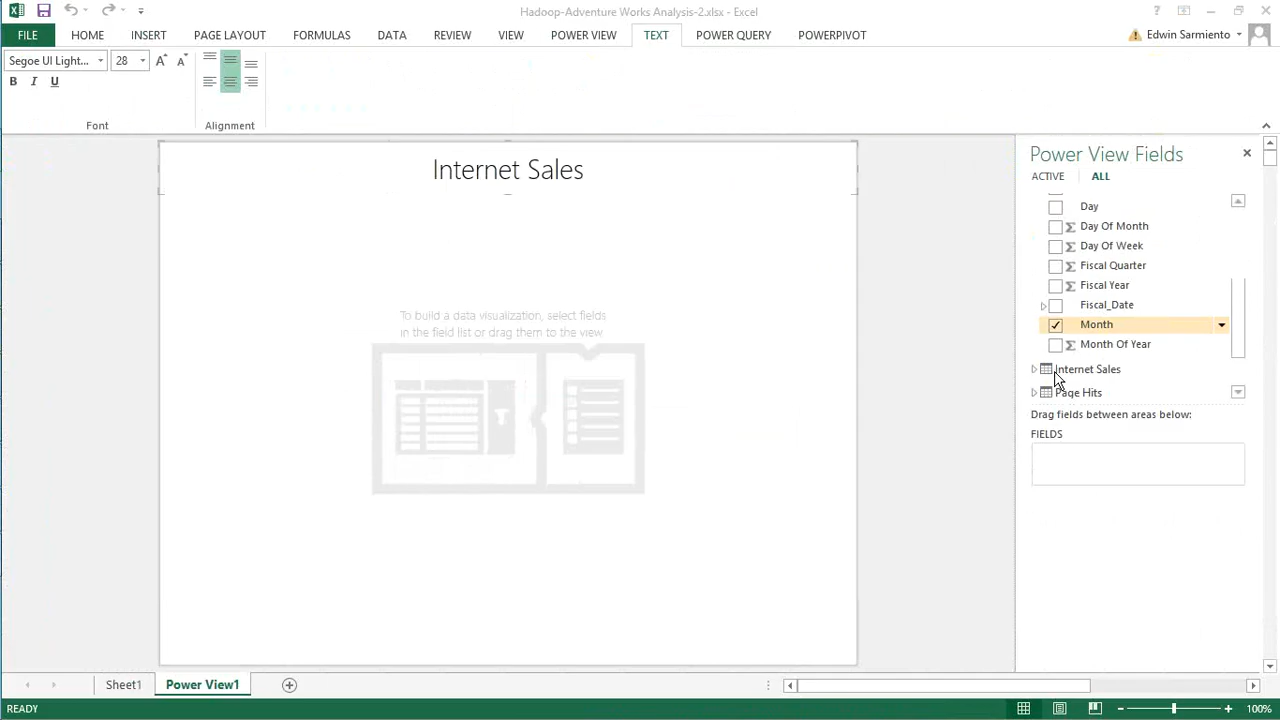 Hadoop-Adventure Works Analysis-2.xlsx - Excel
FILE HOME INSERT PAGE LAYOUT FORMULAS DATA REVIEW VIEW POWER VIEW TEXT POWER QUERY POWERPIVOT Edwin Sarmiento
Segoe UI Light... 28
B I U
Font Alignment
Internet Sales
To build a data visualization, select fields
in the field list or drag them to the view
Power View Fields
ACTIVE ALL
Day
Day Of Month
Day Of Week
Fiscal Quarter
Fiscal Year
Fiscal_Date
Month
Month Of Year
Internet Sales
Page Hits
Drag fields between areas below:
FIELDS
Sheet1 Power View1
READY 100%